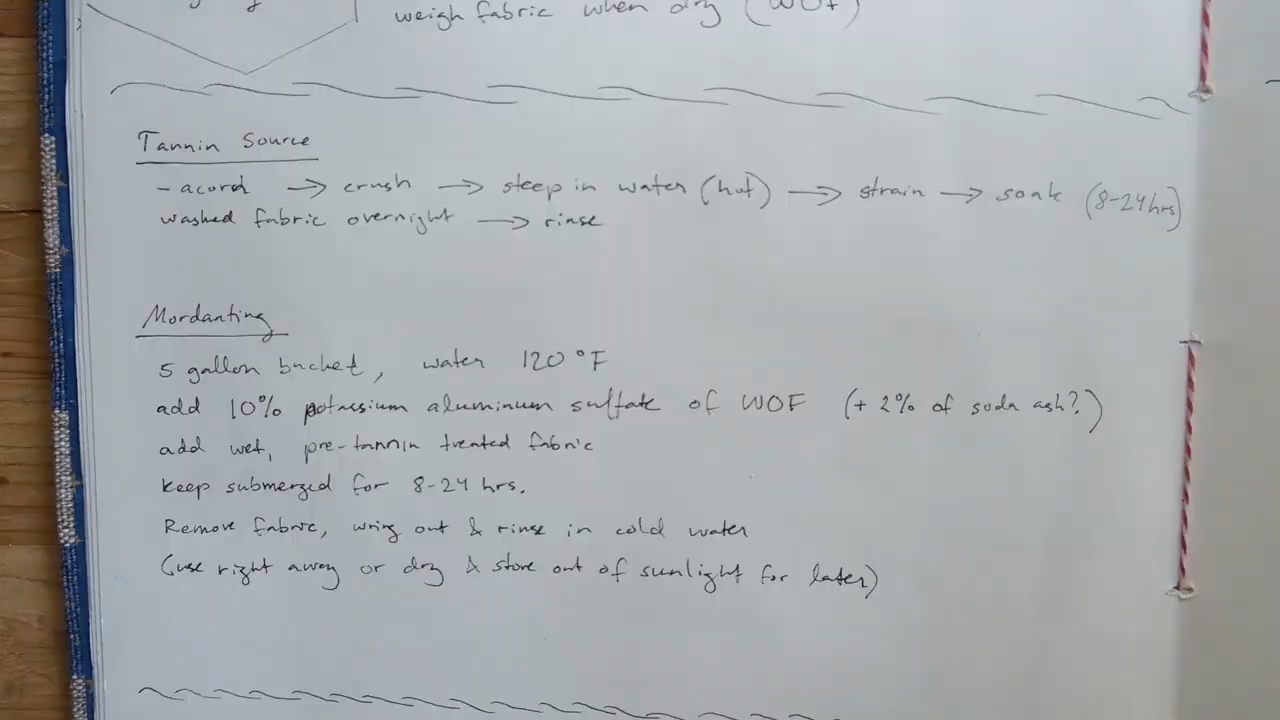 weigh fabric when dry (WOF)
Tannin Source
- acord → crush → steep in water (hot) → strain → soak (8-24 hrs)
washed fabric overnight → rinse
Mordanting
5 gallon bucket, water 120°F
add 10% potassium aluminum sulfate of WOF (+ 2% of soda ash?)
add wet, pre-tannin treated fabric
keep submerged for 8-24 hrs.
Remove fabric, wring out & rinse in cold water
(use right away or dry & store out of sunlight for later)